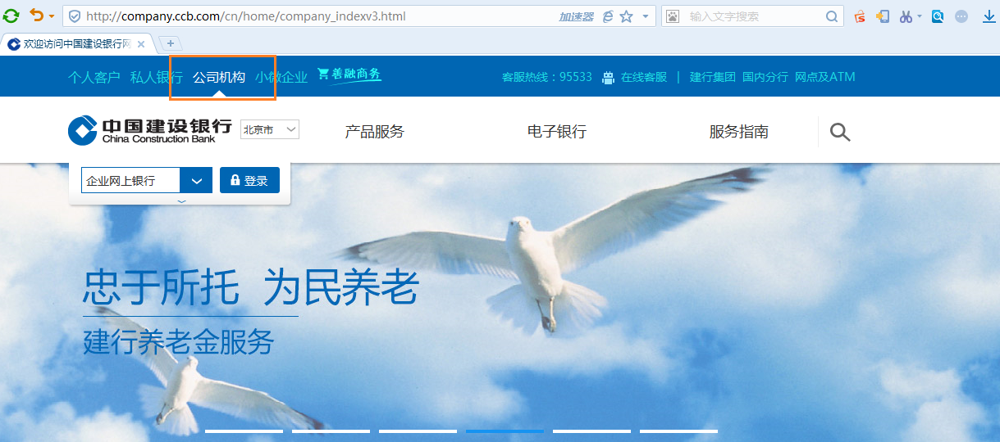 http://company.ccb.com/cn/home/company_indexv3.html 加速器 输入文字搜索
欢迎访问中国建设银行网
个人客户 私人银行 公司机构 小微企业 善融商务 客服热线：95533 在线客服 | 建行集团 国内分行 网点及ATM
中国建设银行 北京市 产品服务 电子银行 服务指南
China Construction Bank
企业网上银行 登录
忠于所托 为民养老
建行养老金服务